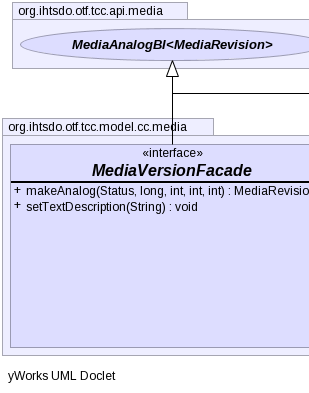 org.ihtsdo.otf.tcc.api.media
MediaAnalogBI<MediaRevision>
org.ihtsdo.otf.tcc.model.cc.media
«interface»
MediaVersionFacade
+ makeAnalog(Status, long, int, int, int) : MediaRevisio
+ setTextDescription(String) : void
yWorks UML Doclet